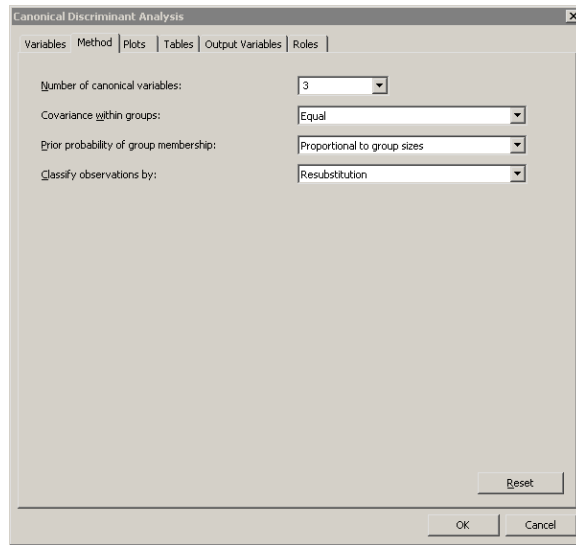 Canonical Discriminant Analysis
Variables Method Plots Tables Output Variables Roles
Number of canonical variables: 3
Covariance within groups: Equal
Prior probability of group membership: Proportional to group sizes
Classify observations by: Resubstitution
Reset
OK Cancel